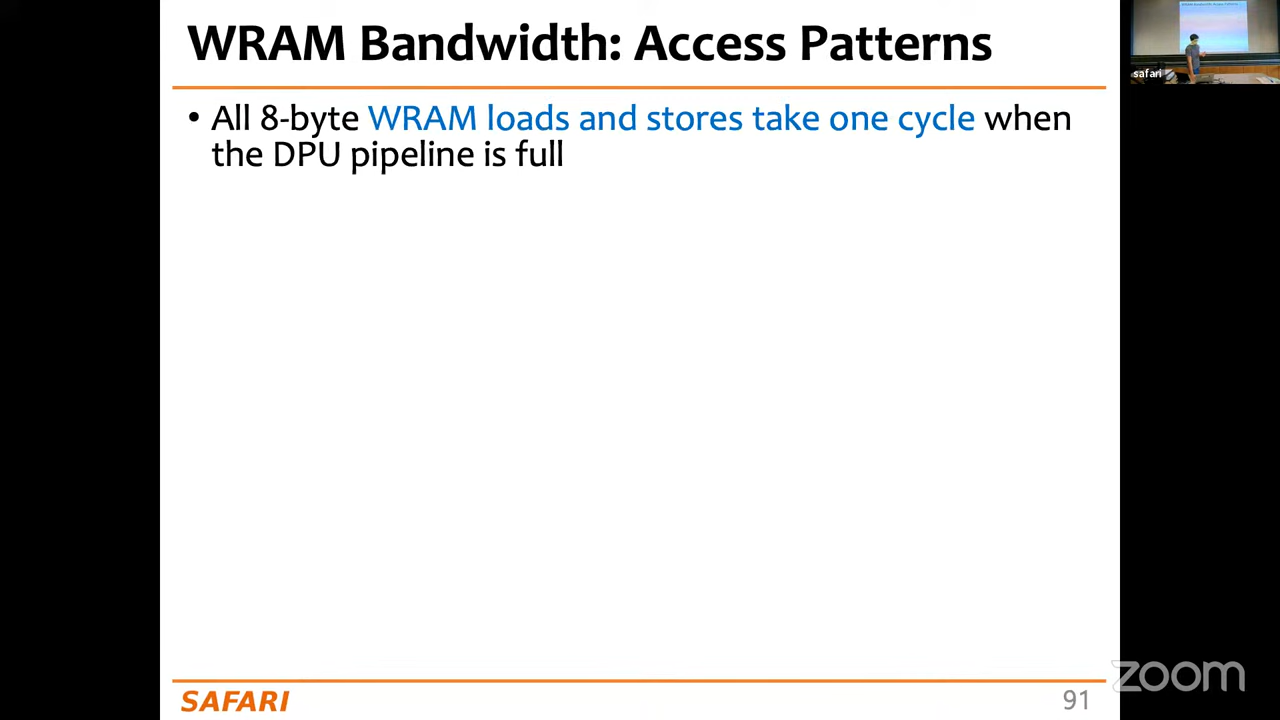 WRAM Bandwidth: Access Patterns
• All 8-byte WRAM loads and stores take one cycle when
the DPU pipeline is full
SAFARI
91
safari
zoom